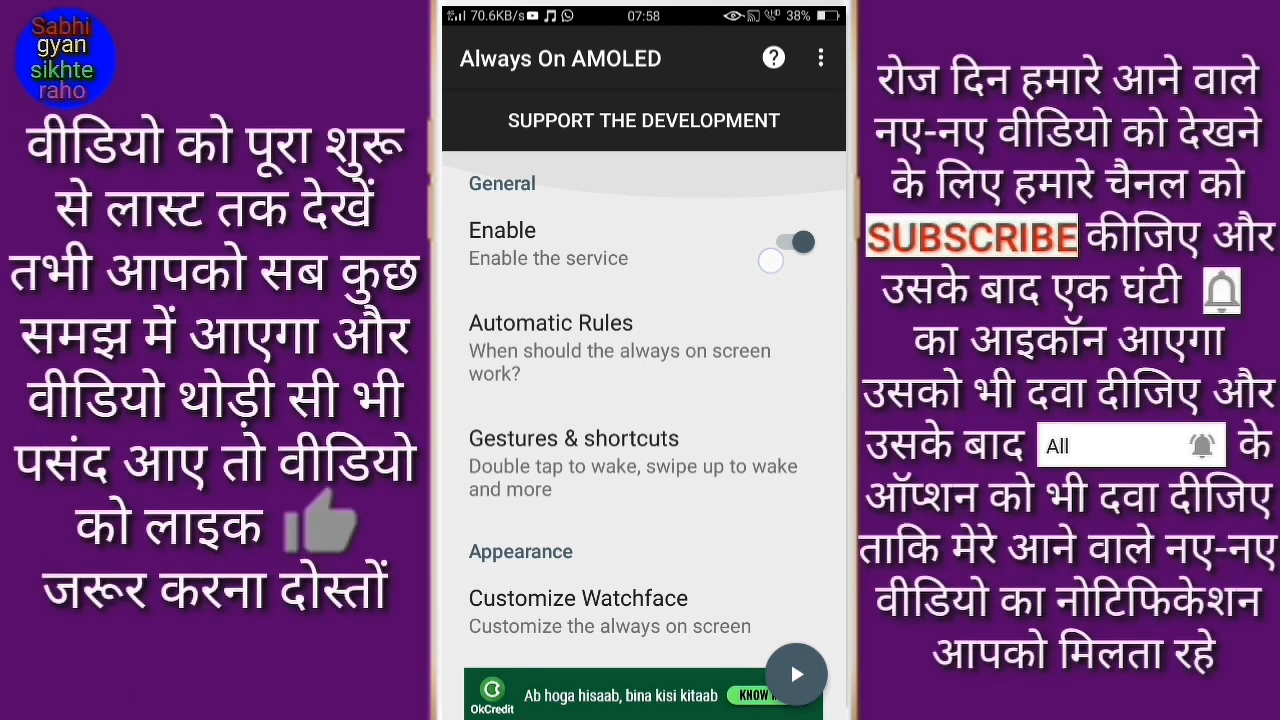 Sabhi
gyan
sikhte
raho
वीडियो को पूरा शुरू
से लास्ट तक देखें
तभी आपको सब कुछ
समझ में आएगा और
वीडियो थोड़ी सी भी
पसंद आए तो वीडियो
को लाइक
जरूर करना दोस्तों
70.6KB/s 07:58 38%
Always On AMOLED
SUPPORT THE DEVELOPMENT
General
Enable
Enable the service
Automatic Rules
When should the always on screen
work?
Gestures & shortcuts
Double tap to wake, swipe up to wake
and more
Appearance
Customize Watchface
Customize the always on screen
OkCredit
Ab hoga hisaab, bina kisi kitaab
KNOW
रोज दिन हमारे आने वाले
नए-नए वीडियो को देखने
के लिए हमारे चैनल को
SUBSCRIBE कीजिए और
उसके बाद एक घंटी
का आइकॉन आएगा
उसको भी दवा दीजिए और
उसके बाद All के
ऑप्शन को भी दवा दीजिए
ताकि मेरे आने वाले नए-नए
वीडियो का नोटिफिकेशन
आपको मिलता रहे